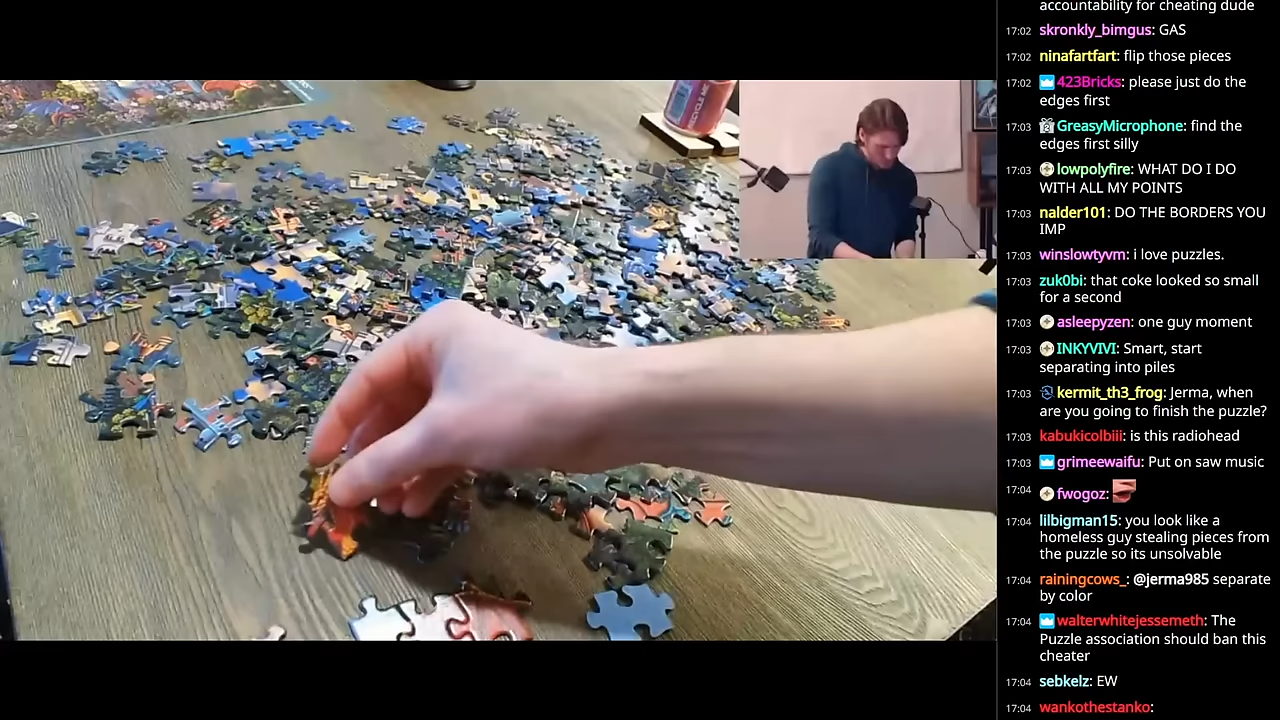 accountability for cheating dude
17:02 skronkly_bimgus: GAS
17:02 ninafartfart: flip those pieces
17:02 423Bricks: please just do the
edges first
17:03 GreasyMicrophone: find the
edges first silly
17:03 lowpolyfire: WHAT DO I DO
WITH ALL MY POINTS
17:03 nalder101: DO THE BORDERS YOU
IMP
17:03 winslowtyvm: i love puzzles.
17:03 zuk0bi: that coke looked so small
for a second
17:03 asleepyzen: one guy moment
17:03 INKYVIVI: Smart, start
separating into piles
17:03 kermit_th3_frog: Jerma, when
are you going to finish the puzzle?
17:03 kabukicolbiii: is this radiohead
17:03 grimeewaifu: Put on saw music
17:04 fwogoz:
17:04 lilbigman15: you look like a
homeless guy stealing pieces from
the puzzle so its unsolvable
17:04 rainingcows_: @jerma985 separate
by color
17:04 walterwhitejessemeth: The
Puzzle association should ban this
cheater
17:04 sebkelz: EW
17:04 wankothestanko:
RECYCLE ME